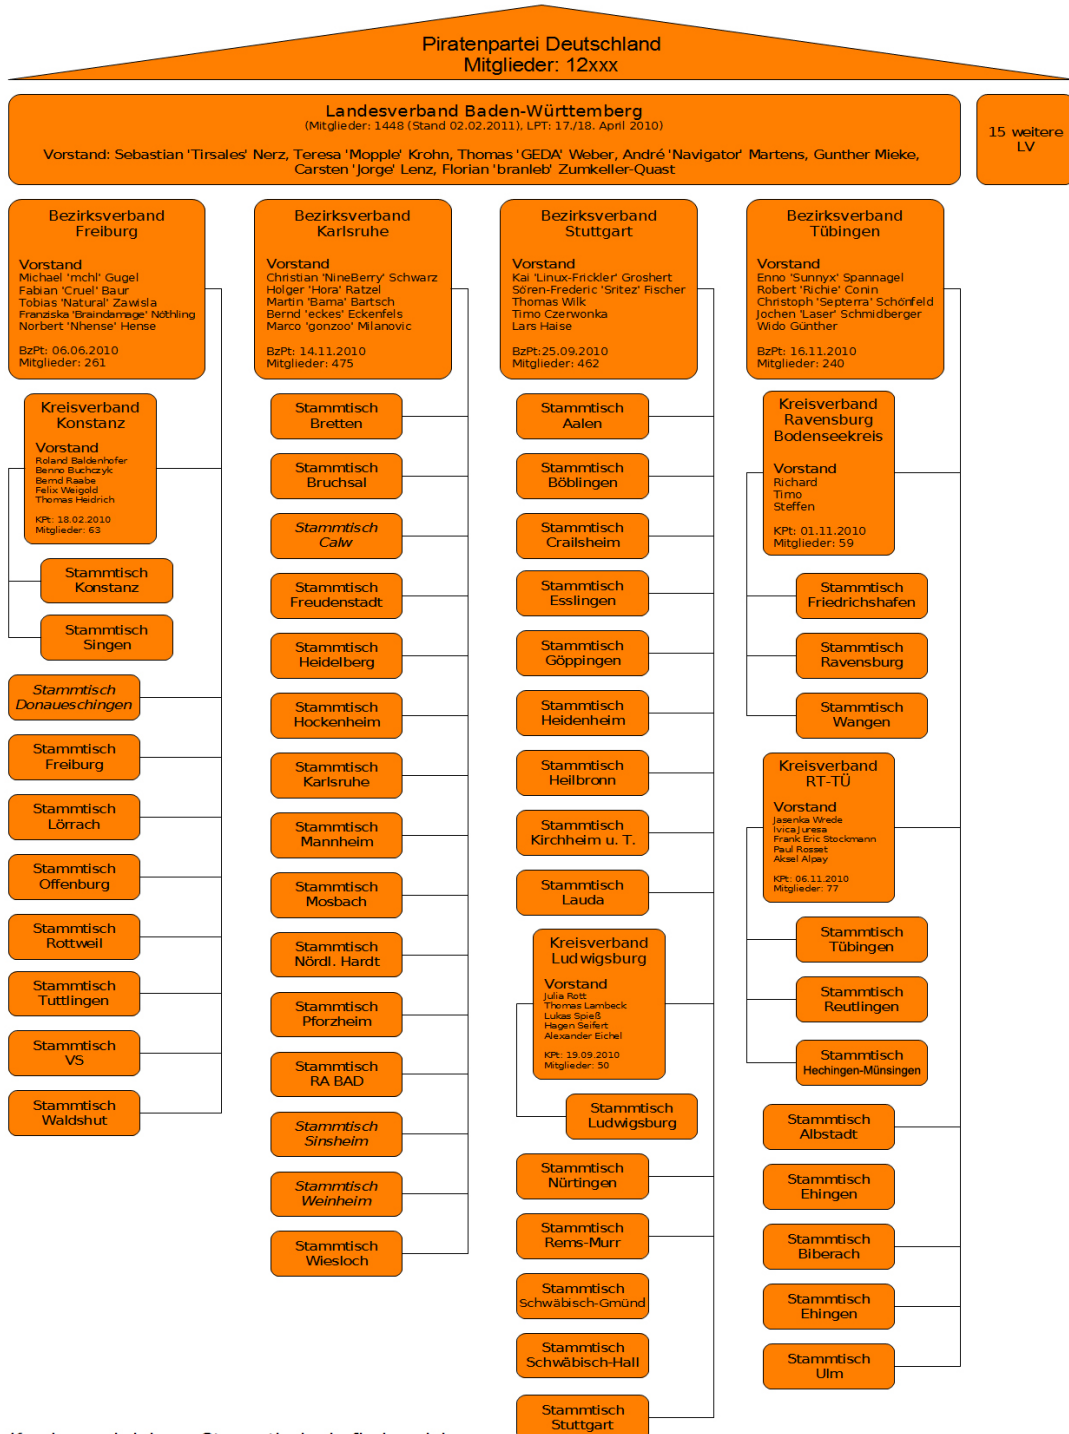 Piratenpartei Deutschland
Mitglieder: 12xxx
Landesverband Baden-Württemberg
(Mitglieder: 1448 (Stand 02.02.2011), LPT: 17./18. April 2010)
Vorstand: Sebastian 'Tirsales' Nerz, Teresa 'Mopple' Krohn, Thomas 'GEDA' Weber, André 'Navigator' Martens, Gunther Mieke,
Carsten 'Jorge' Lenz, Florian 'branleb' Zumkeller-Quast
15 weitere
LV
Bezirksverband
Freiburg
Vorstand
Michael 'mchl' Gugel
Fabian 'Cruel' Baur
Tobias 'Natural' Zawisla
Franziska 'Braindamage' Nöthling
Norbert 'Nhense' Hense
BzPt: 06.06.2010
Mitglieder: 261
Kreisverband
Konstanz
Vorstand
Roland Baldenhofer
Benno Buchczyk
Bernd Raabe
Felix Weigold
Thomas Heidrich
KPt: 18.02.2010
Mitglieder: 63
Stammtisch
Konstanz
Stammtisch
Singen
Stammtisch
Donaueschingen
Stammtisch
Freiburg
Stammtisch
Lörrach
Stammtisch
Offenburg
Stammtisch
Rottweil
Stammtisch
Tuttlingen
Stammtisch
VS
Stammtisch
Waldshut
Bezirksverband
Karlsruhe
Vorstand
Christian 'NineBerry' Schwarz
Holger 'Hora' Ratzel
Martin 'Bama' Bartsch
Bernd 'eckes' Eckenfels
Marco 'gonzoo' Milanovic
BzPt: 14.11.2010
Mitglieder: 475
Stammtisch
Bretten
Stammtisch
Bruchsal
Stammtisch
Calw
Stammtisch
Freudenstadt
Stammtisch
Heidelberg
Stammtisch
Hockenheim
Stammtisch
Karlsruhe
Stammtisch
Mannheim
Stammtisch
Mosbach
Stammtisch
Nördl. Hardt
Stammtisch
Pforzheim
Stammtisch
RA BAD
Stammtisch
Sinsheim
Stammtisch
Weinheim
Stammtisch
Wiesloch
Bezirksverband
Stuttgart
Vorstand
Kai 'Linux-Frickler' Groshert
Sören-Frederic 'Sritez' Fischer
Thomas Wilk
Timo Czerwonka
Lars Haise
BzPt:25.09.2010
Mitglieder: 462
Stammtisch
Aalen
Stammtisch
Böblingen
Stammtisch
Crailsheim
Stammtisch
Esslingen
Stammtisch
Göppingen
Stammtisch
Heidenheim
Stammtisch
Heilbronn
Stammtisch
Kirchheim u. T.
Stammtisch
Lauda
Kreisverband
Ludwigsburg
Vorstand
Julia Rott
Thomas Lambeck
Lukas Spieß
Hagen Seifert
Alexander Eichel
KPt: 19.09.2010
Mitglieder: 50
Stammtisch
Ludwigsburg
Stammtisch
Nürtingen
Stammtisch
Rems-Murr
Stammtisch
Schwäbisch-Gmünd
Stammtisch
Schwäbisch-Hall
Stammtisch
Stuttgart
Bezirksverband
Tübingen
Vorstand
Enno 'Sunnyx' Spannagel
Robert 'Richie' Conin
Christoph 'Septerra' Schönfeld
Jochen 'Laser' Schmidberger
Wido Günther
BzPt: 16.11.2010
Mitglieder: 240
Kreisverband
Ravensburg
Bodenseekreis
Vorstand
Richard
Timo
Steffen
KPt: 01.11.2010
Mitglieder: 59
Stammtisch
Friedrichshafen
Stammtisch
Ravensburg
Stammtisch
Wangen
Kreisverband
RT-TÜ
Vorstand
Jasenka Wrede
Ivica Juresa
Frank Eric Stockmann
Paul Rosset
Aksel Alpay
KPt: 06.11.2010
Mitglieder: 77
Stammtisch
Tübingen
Stammtisch
Reutlingen
Stammtisch
Hechingen-Münsingen
Stammtisch
Albstadt
Stammtisch
Ehingen
Stammtisch
Biberach
Stammtisch
Ehingen
Stammtisch
Ulm